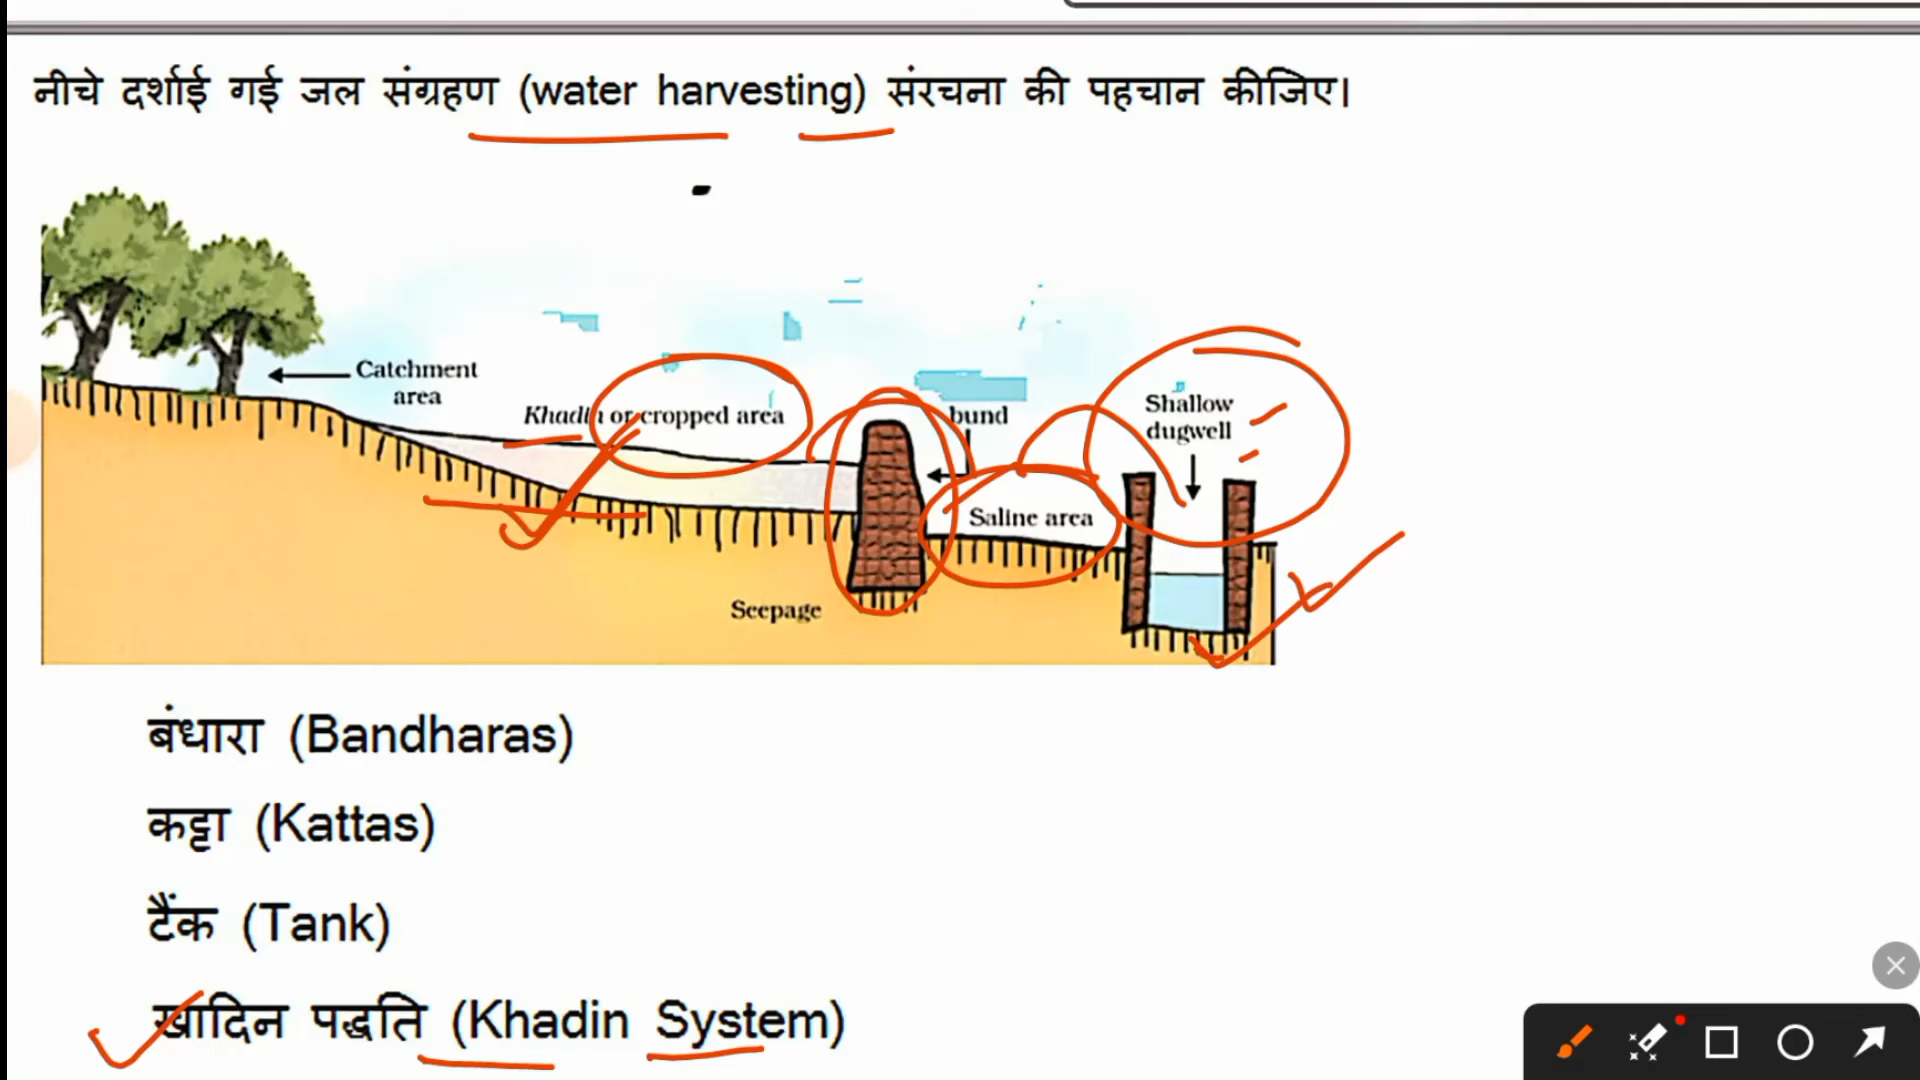 नीचे दर्शाई गई जल संग्रहण (water harvesting) संरचना की पहचान कीजिए।
Catchment
area
Khadin or cropped area
bund
Shallow
dugwell
Saline area
Seepage
बंधारा (Bandharas)
कट्टा (Kattas)
टैंक (Tank)
खादिन पद्धति (Khadin System)